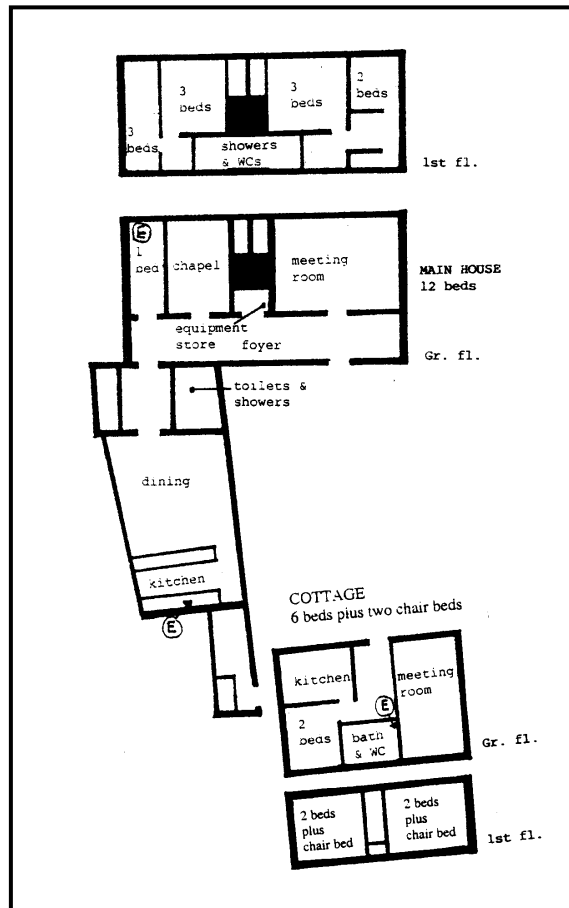 3
beds
3
beds
3
beds
2
beds
showers
& WCs
1st fl.
E
1
bed
chapel
meeting
room
MAIN HOUSE
12 beds
equipment
store foyer
Gr. fl.
toilets &
showers
dining
kitchen
E
COTTAGE
6 beds plus two chair beds
kitchen
meeting
room
E
2
beds
bath
& WC
Gr. fl.
2 beds
plus
chair bed
2 beds
plus
chair bed
1st fl.